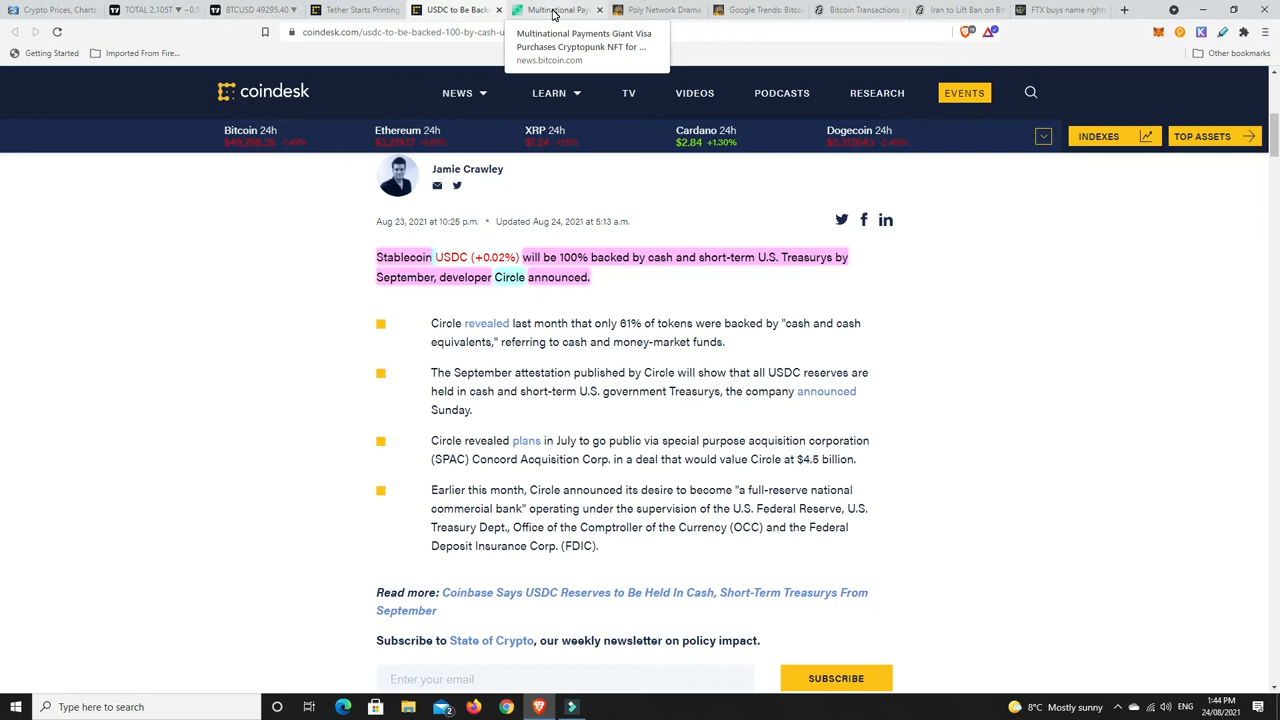 Crypto Prices, Charts
TOTAL 2.105T ▼ −0.5
BTCUSD 49295.40 ▼
Tether Starts Printing
USDC to Be Back
Multinational Pay
Poly Network Drama
Google Trends: Bitco
Bitcoin Transactions
Iran to Lift Ban on Bit
FTX buys name rights
coindesk.com/usdc-to-be-backed-100-by-cash-u
Multinational Payments Giant Visa
Purchases Cryptopunk NFT for ...
news.bitcoin.com
Getting Started
Imported From Fire...
Other bookmarks
coindesk
NEWS
LEARN
TV
VIDEOS
PODCASTS
RESEARCH
EVENTS
Bitcoin 24h
Ethereum 24h
XRP 24h
Cardano 24h
Dogecoin 24h
$2.84 +1.30%
INDEXES
TOP ASSETS
Jamie Crawley
Aug 23, 2021 at 10:25 p.m.
Updated Aug 24, 2021 at 5:13 a.m.
Stablecoin USDC (+0.02%) will be 100% backed by cash and short-term U.S. Treasurys by
September, developer Circle announced.
Circle revealed last month that only 61% of tokens were backed by "cash and cash
equivalents," referring to cash and money-market funds.
The September attestation published by Circle will show that all USDC reserves are
held in cash and short-term U.S. government Treasurys, the company announced
Sunday.
Circle revealed plans in July to go public via special purpose acquisition corporation
(SPAC) Concord Acquisition Corp. in a deal that would value Circle at $4.5 billion.
Earlier this month, Circle announced its desire to become "a full-reserve national
commercial bank" operating under the supervision of the U.S. Federal Reserve, U.S.
Treasury Dept., Office of the Comptroller of the Currency (OCC) and the Federal
Deposit Insurance Corp. (FDIC).
Read more: Coinbase Says USDC Reserves to Be Held In Cash, Short-Term Treasurys From
September
Subscribe to State of Crypto, our weekly newsletter on policy impact.
Enter your email
SUBSCRIBE
Type here to search
8°C Mostly sunny
ENG
1:44 PM
24/08/2021